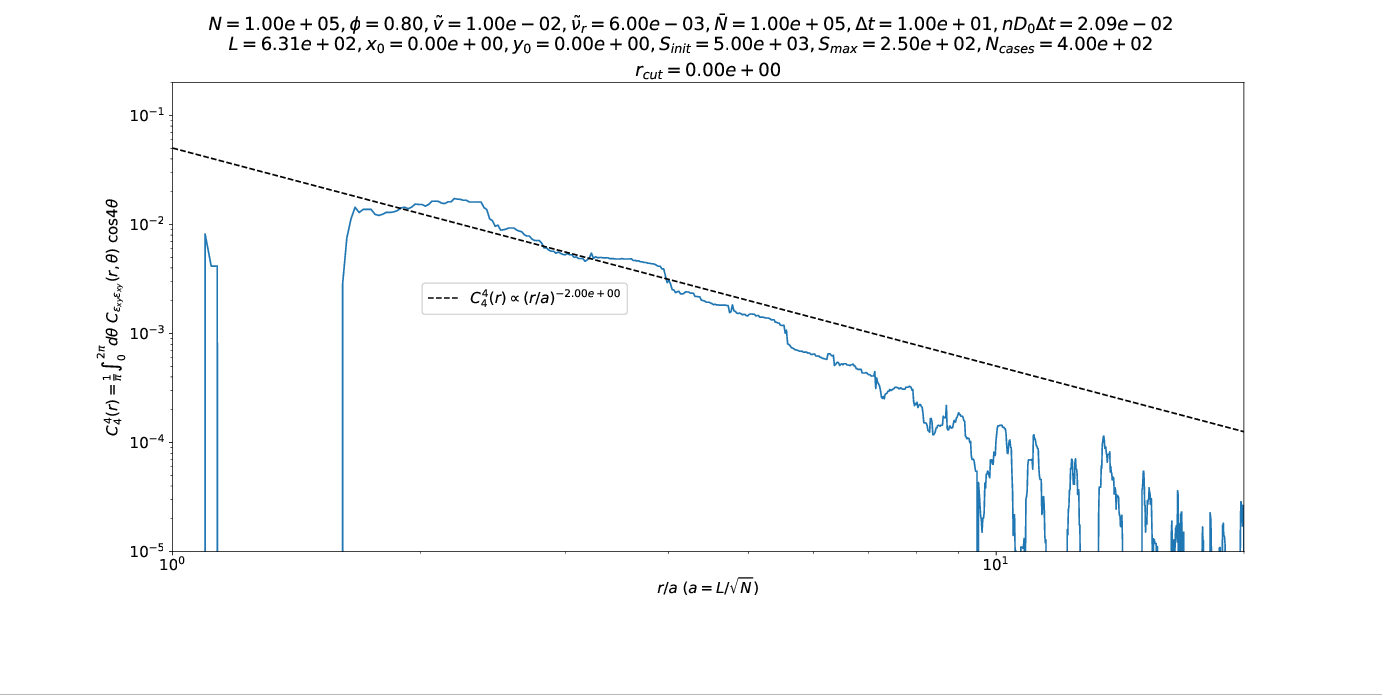 N = 1.00e + 05, ϕ = 0.80, ṽ = 1.00e − 02, ν̃_r = 6.00e − 03, N̄ = 1.00e + 05, Δt = 1.00e + 01, nD_0Δt = 2.09e − 02
L = 6.31e + 02, x_0 = 0.00e + 00, y_0 = 0.00e + 00, S_init = 5.00e + 03, S_max = 2.50e + 02, N_cases = 4.00e + 02
r_cut = 0.00e + 00
10^−1
10^−2
10^−3
10^−4
10^−5
10^0
10^1
C_4^4(r) = 1/π ∫_0^2π dθ C_ε_xyε_xy(r, θ) cos4θ
C_4^4(r) ∝ (r/a)^−2.00e+00
r/a (a = L/√N)